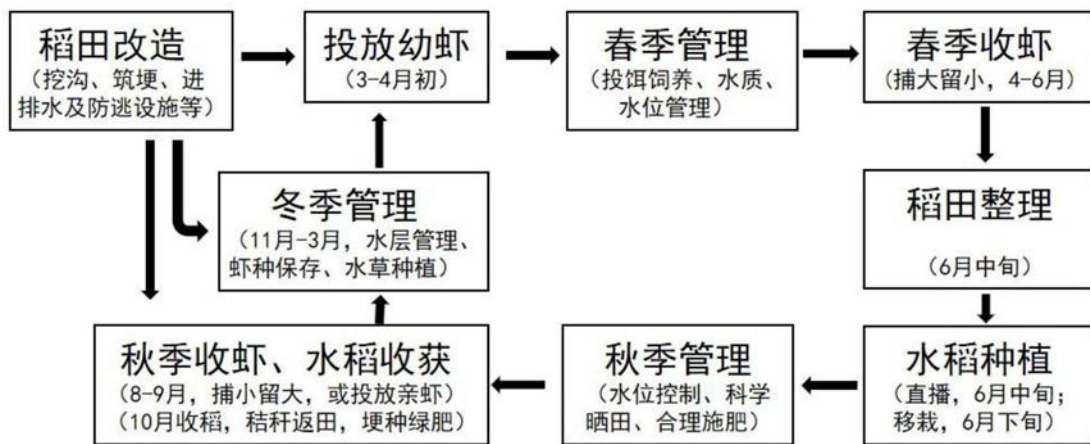 稻田改造
（挖沟、筑埂、进
排水及防逃设施等）
投放幼虾
（3-4月初）
春季管理
（投饵饲养、水质、
水位管理）
春季收虾
（捕大留小，4-6月）
冬季管理
（11月-3月，水层管理、
虾种保存、水草种植）
稻田整理
（6月中旬）
秋季收虾、水稻收获
（8-9月，捕小留大，或投放亲虾）
（10月收稻，秸秆返田，埂种绿肥）
秋季管理
（水位控制、科学
晒田、合理施肥）
水稻种植
（直播，6月中旬；
移栽，6月下旬）